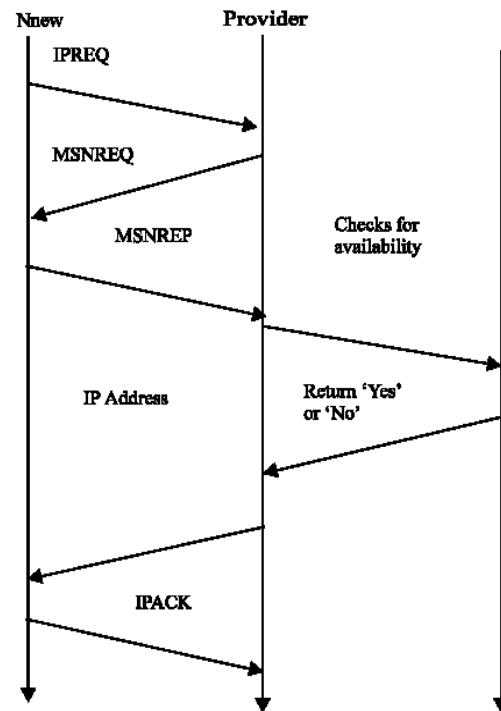 Nnew
Provider
IPREQ
MSNREQ
MSNREP
Checks for
availability
IP Address
Return ‘Yes’
or ‘No’
IPACK